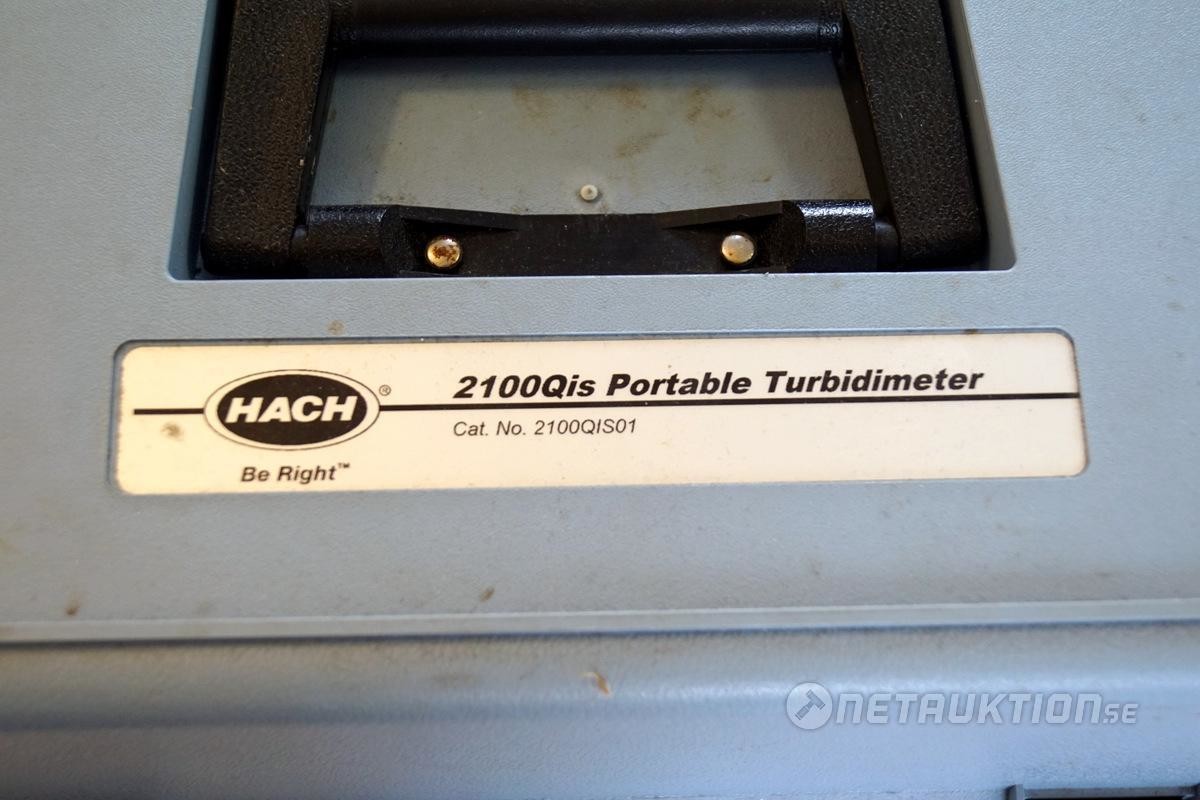 HACH®
2100Qis Portable Turbidimeter
Cat. No. 2100QIS01
Be Right™
NETAUKTION.SE